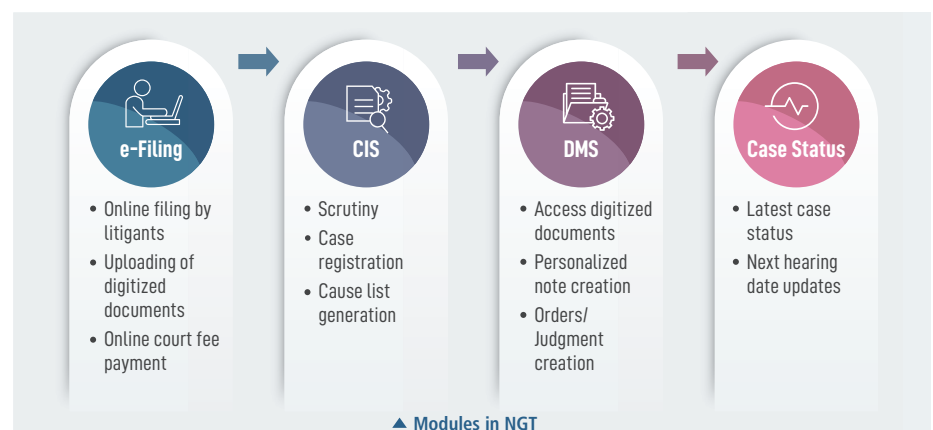 e-Filing
• Online filing by
litigants
• Uploading of
digitized
documents
• Online court fee
payment
CIS
• Scrutiny
• Case
registration
• Cause list
generation
DMS
• Access digitized
documents
• Personalized
note creation
• Orders/
Judgment
creation
Case Status
• Latest case
status
• Next hearing
date updates
▲ Modules in NGT